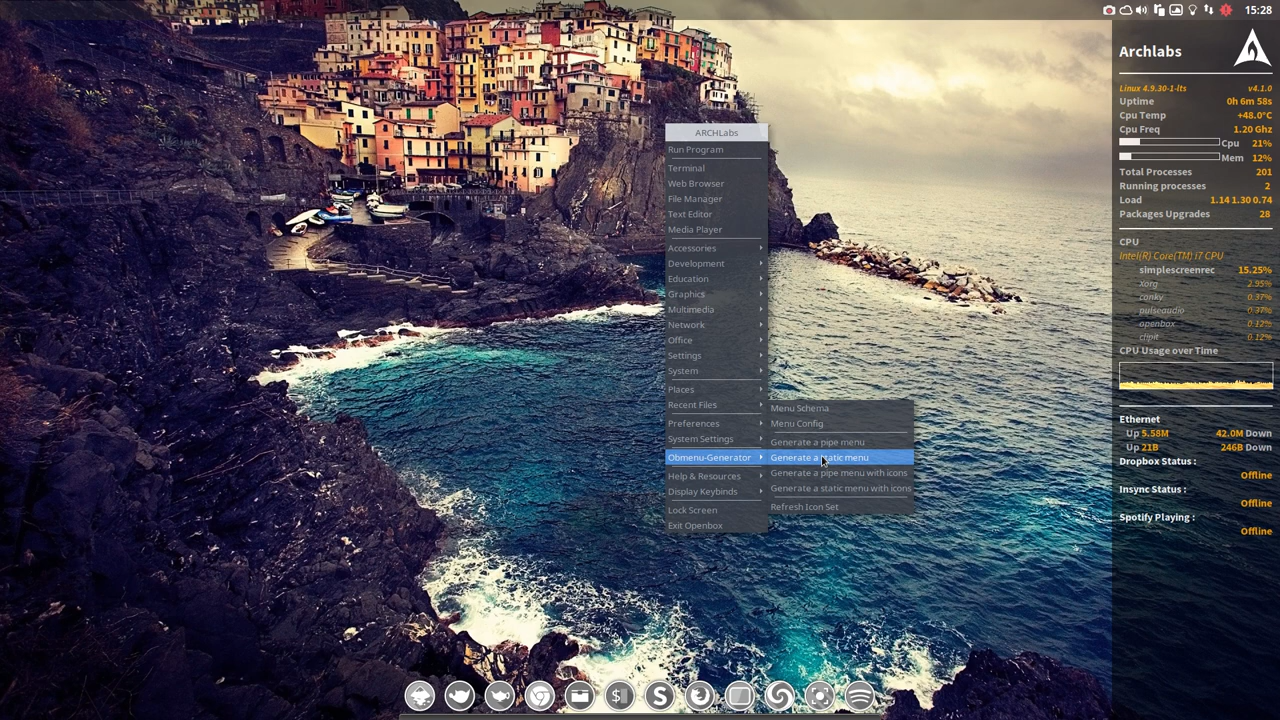 15:28
ARCHLabs
Run Program
Terminal
Web Browser
File Manager
Text Editor
Media Player
Accessories
Development
Education
Graphics
Multimedia
Network
Office
Settings
System
Places
Recent Files
Preferences
System Settings
Obmenu-Generator
Help & Resources
Display Keybinds
Lock Screen
Exit Openbox
Menu Schema
Menu Config
Generate a pipe menu
Generate a static menu
Generate a pipe menu with icons
Generate a static menu with icons
Refresh Icon Set
Archlabs
Linux 4.9.30-1-lts v4.1.0
Uptime 0h 6m 58s
Cpu Temp +48.0°C
Cpu Freq 1.20 Ghz
Cpu 21%
Mem 12%
Total Processes 201
Running processes 2
Load 1.14 1.30 0.74
Packages Upgrades 28
CPU
Intel(R) Core(TM) i7 CPU
simplescreenrec 15.25%
xorg 2.95%
conky 0.37%
pulseaudio 0.37%
openbox 0.12%
clipit 0.12%
CPU Usage over Time
Ethernet
Up 5.58M 42.0M Down
Up 21B 246B Down
Dropbox Status :
Offline
Insync Status :
Offline
Spotify Playing :
Offline
$
S